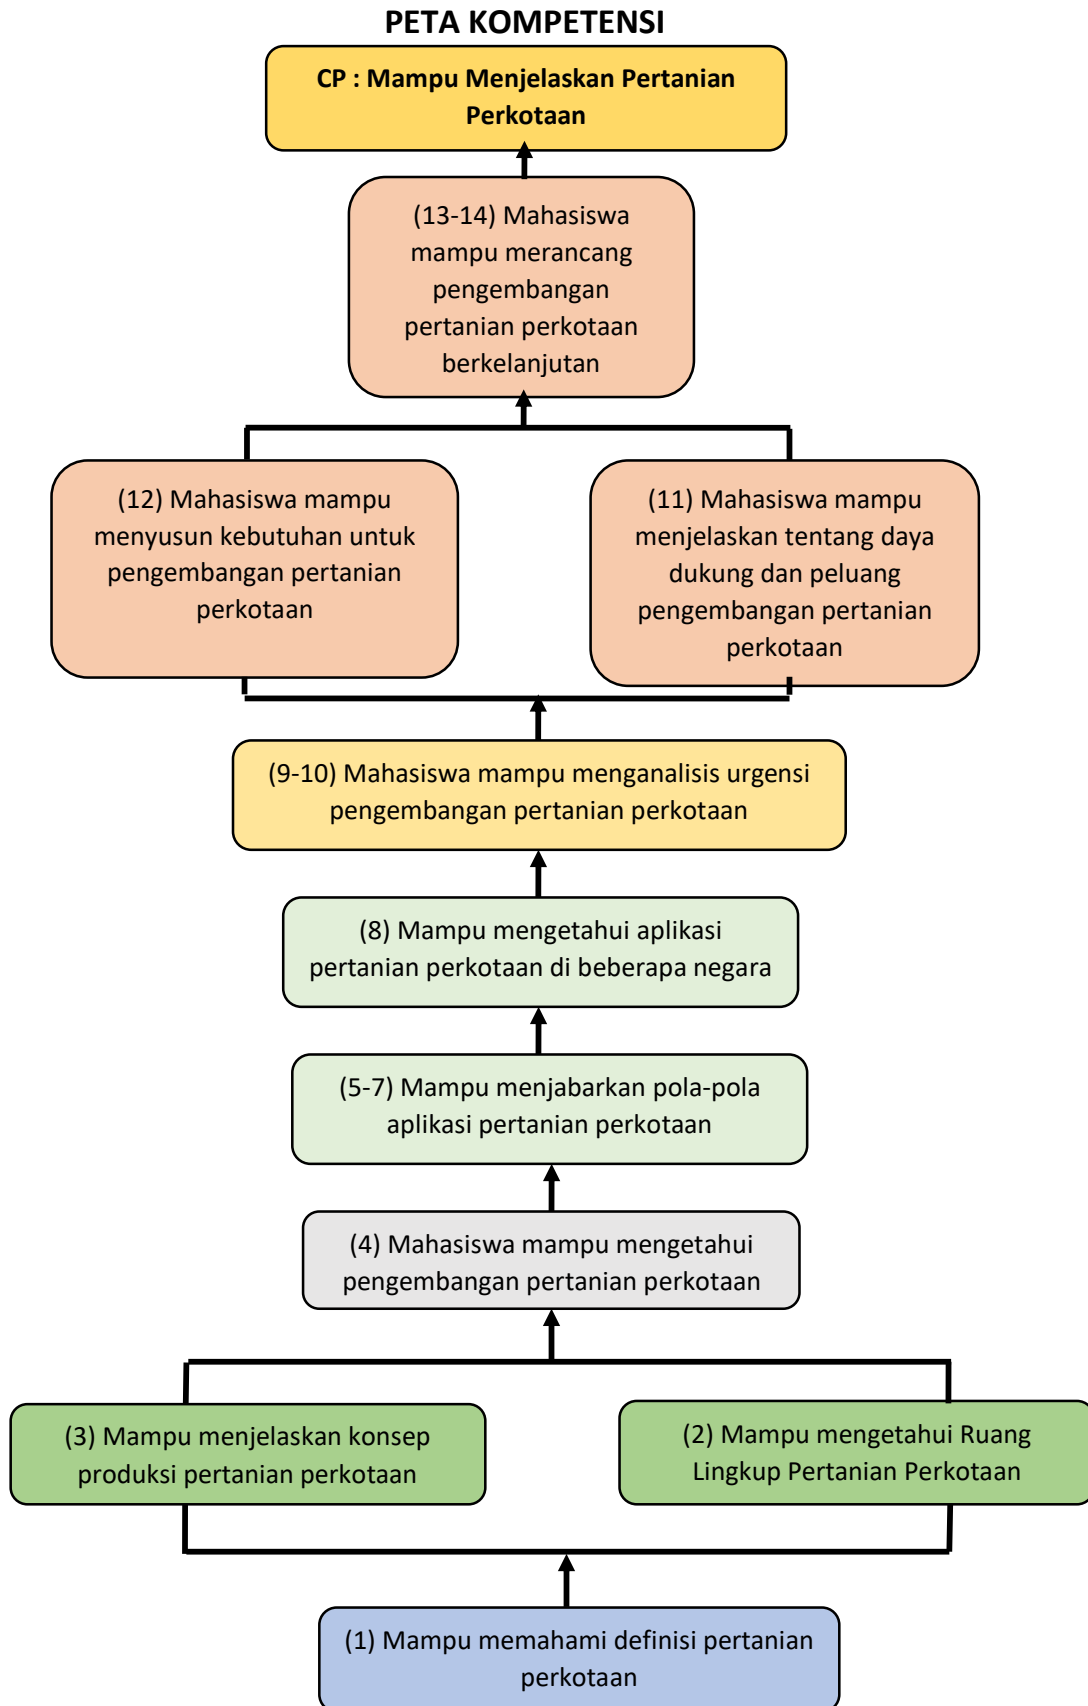 PETA KOMPETENSI
CP : Mampu Menjelaskan Pertanian
Perkotaan
(13-14) Mahasiswa
mampu merancang
pengembangan
pertanian perkotaan
berkelanjutan
(12) Mahasiswa mampu
menyusun kebutuhan untuk
pengembangan pertanian
perkotaan
(11) Mahasiswa mampu
menjelaskan tentang daya
dukung dan peluang
pengembangan pertanian
perkotaan
(9-10) Mahasiswa mampu menganalisis urgensi
pengembangan pertanian perkotaan
(8) Mampu mengetahui aplikasi
pertanian perkotaan di beberapa negara
(5-7) Mampu menjabarkan pola-pola
aplikasi pertanian perkotaan
(4) Mahasiswa mampu mengetahui
pengembangan pertanian perkotaan
(3) Mampu menjelaskan konsep
produksi pertanian perkotaan
(2) Mampu mengetahui Ruang
Lingkup Pertanian Perkotaan
(1) Mampu memahami definisi pertanian
perkotaan